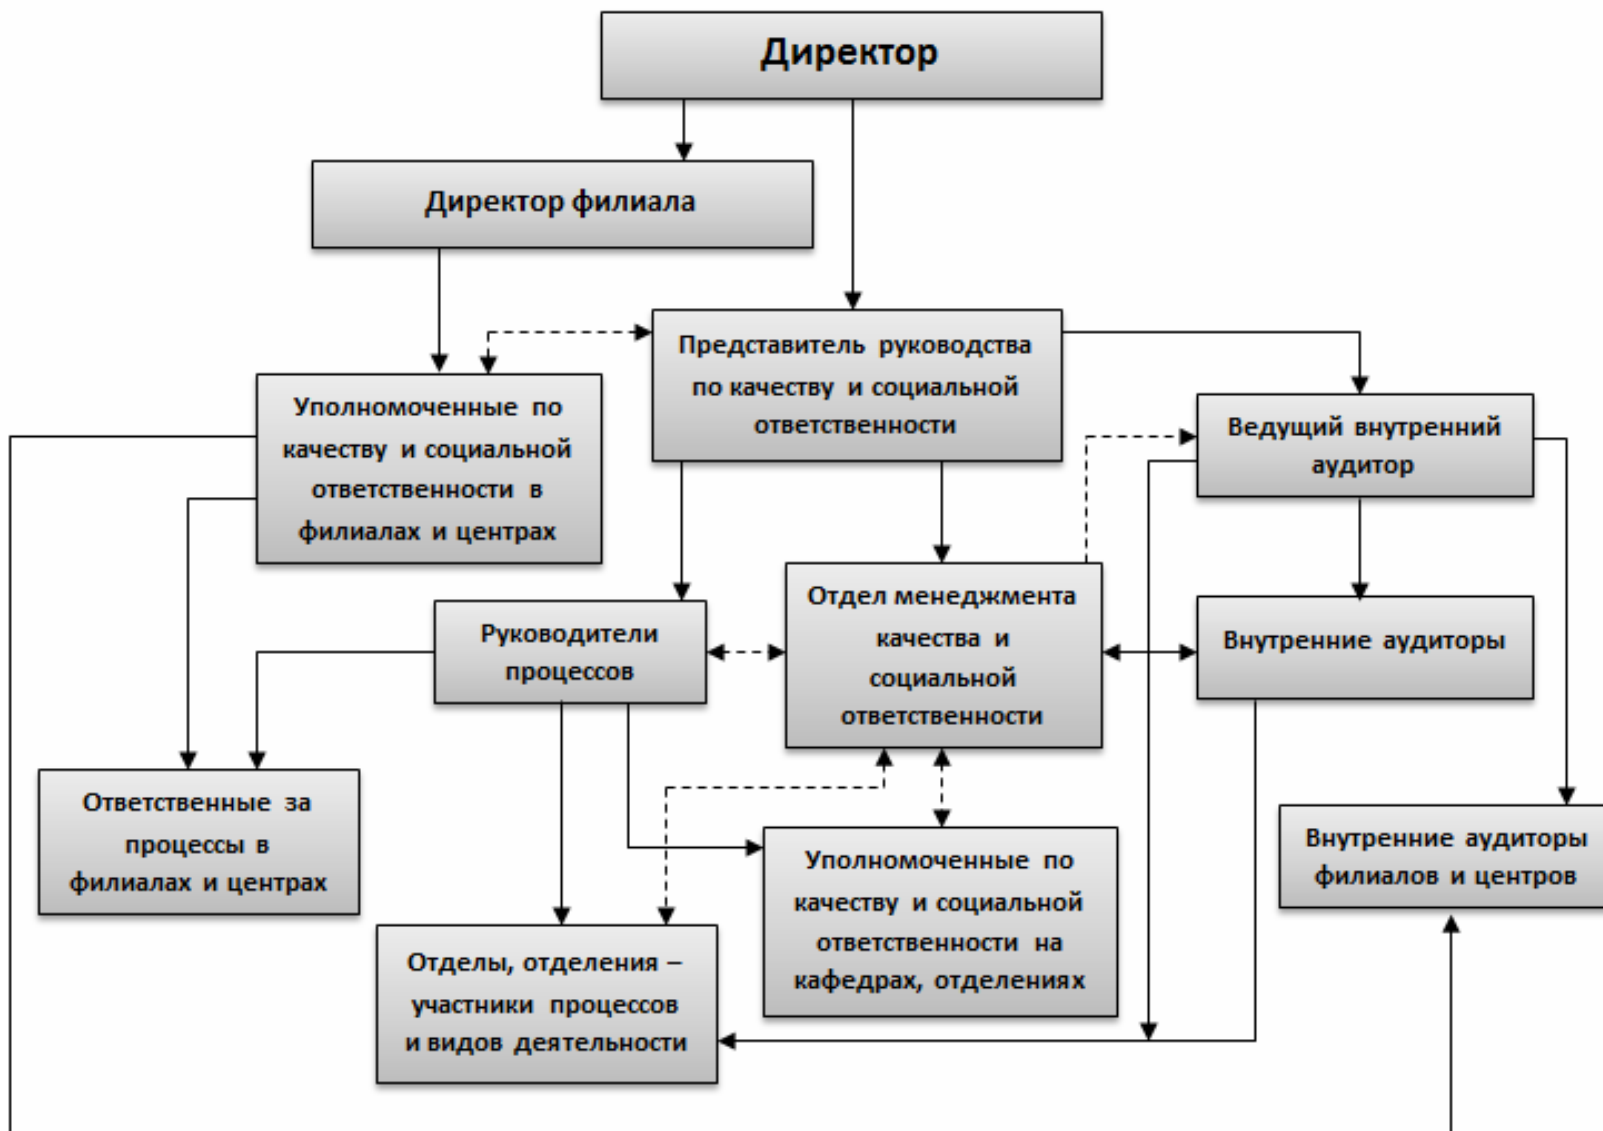 Директор
Директор филиала
Представитель руководства
по качеству и социальной
ответственности
Уполномоченные по
качеству и социальной
ответственности в
филиалах и центрах
Ведущий внутренний
аудитор
Руководители
процессов
Отдел менеджмента
качества и
социальной
ответственности
Внутренние аудиторы
Ответственные за
процессы в
филиалах и центрах
Уполномоченные по
качеству и социальной
ответственности на
кафедрах, отделениях
Внутренние аудиторы
филиалов и центров
Отделы, отделения –
участники процессов
и видов деятельности